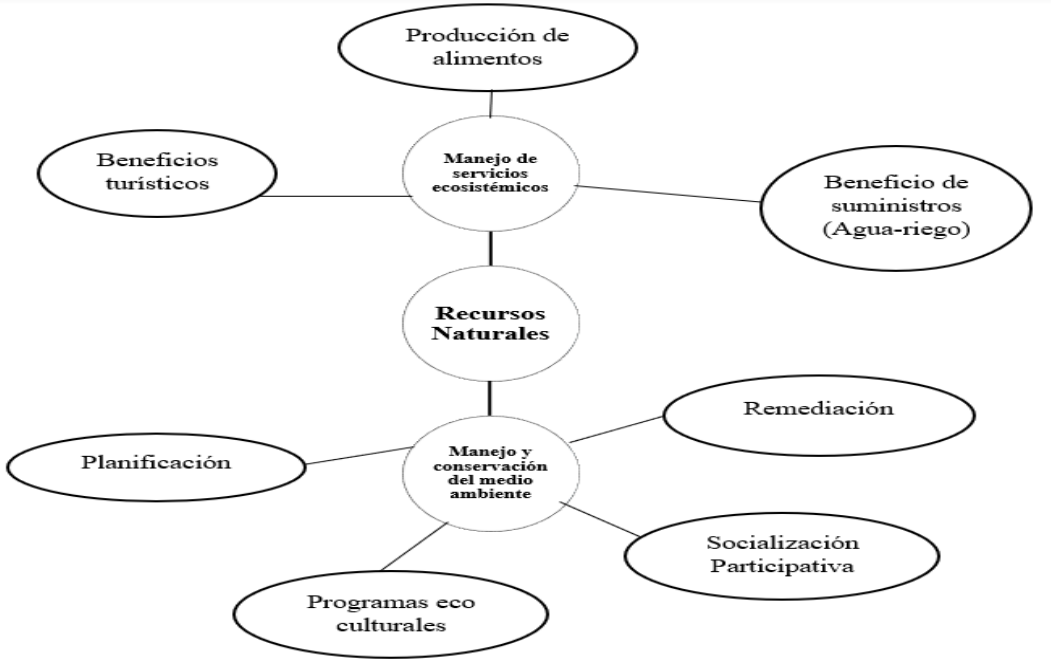 Producción de
alimentos
Beneficios
turísticos
Manejo de
servicios
ecosistémicos
Beneficio de
suministros
(Agua-riego)
Recursos
Naturales
Remediación
Planificación
Manejo y
conservación
del medio
ambiente
Socialización
Participativa
Programas eco
culturales